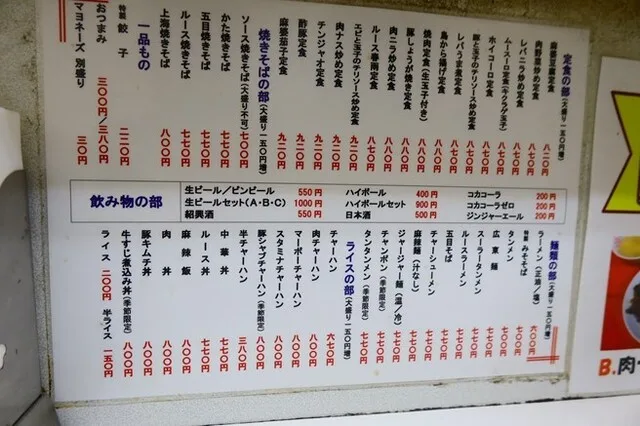 定食の部(大盛り一五〇円増)
麻婆豆腐定食 八二〇円
肉野菜炒め定食 八七〇円
レバニラ炒め定食 八七〇円
ムースーロ定食(キクラゲ玉子) 八七〇円
ホイコーロ定食 八七〇円
豚と玉子のチリソース炒め定食 八七〇円
レバうま煮定食 八七〇円
鳥から揚げ定食 八七〇円
焼肉定食(生玉子付き) 八七〇円
豚しょうが焼き定食 八七〇円
肉ニラ炒め定食 八七〇円
ルース春雨定食 八七〇円
エビと玉子のチリソース炒め定食 九二〇円
肉ナス炒め定食 九二〇円
チンジャオ定食 九二〇円
酢豚定食 九二〇円
麻婆茄子定食 九二〇円
焼きそばの部(大盛り一五〇円増)
ソース焼きそば(大盛り不可) 七〇〇円
かた焼きそば 七七〇円
五目焼きそば 七七〇円
ルース焼きそば 七七〇円
上海焼きそば 八〇〇円
一品もの
特製 餃子 二二〇円
おつまみ 三〇〇円/三八〇円
マヨネーズ 別盛り 三〇円
飲み物の部
生ビール/ビンビール 550円
生ビールセット(A・B・C) 1000円
紹興酒 550円
ハイボール 400円
ハイボールセット 900円
日本酒 500円
コカコーラ 200円
コカコーラゼロ 200円
ジンジャーエール 200円
麺類の部(大盛り一五〇円増)
ラーメン(正油/塩) 六〇〇円
特製 みそそば 七〇〇円
タンメン 七〇〇円
広東麺 七七〇円
スーラータンメン 七七〇円
ルースラーメン 七七〇円
五目そば 七七〇円
チャーシューメン 七七〇円
麻辣麺(汁なし) 七七〇円
ジャージャー麺(温/冷) 七七〇円
チャンポン(季節限定) 七七〇円
タンタンメン(季節限定) 七七〇円
ライスの部(大盛り一五〇円増)
チャーハン 六七〇円
肉チャーハン 八〇〇円
マーボーチャーハン 八〇〇円
スタミナチャーハン 八〇〇円
豚シャブチャーハン(季節限定) 八〇〇円
半チャーハン 三八〇円
中華丼 七七〇円
ルース丼 七七〇円
麻辣飯 八〇〇円
肉丼 八〇〇円
豚キムチ丼 八〇〇円
牛すじ煮込み丼(季節限定) 八〇〇円
ライス 二〇〇円 半ライス 一五〇円
B.肉